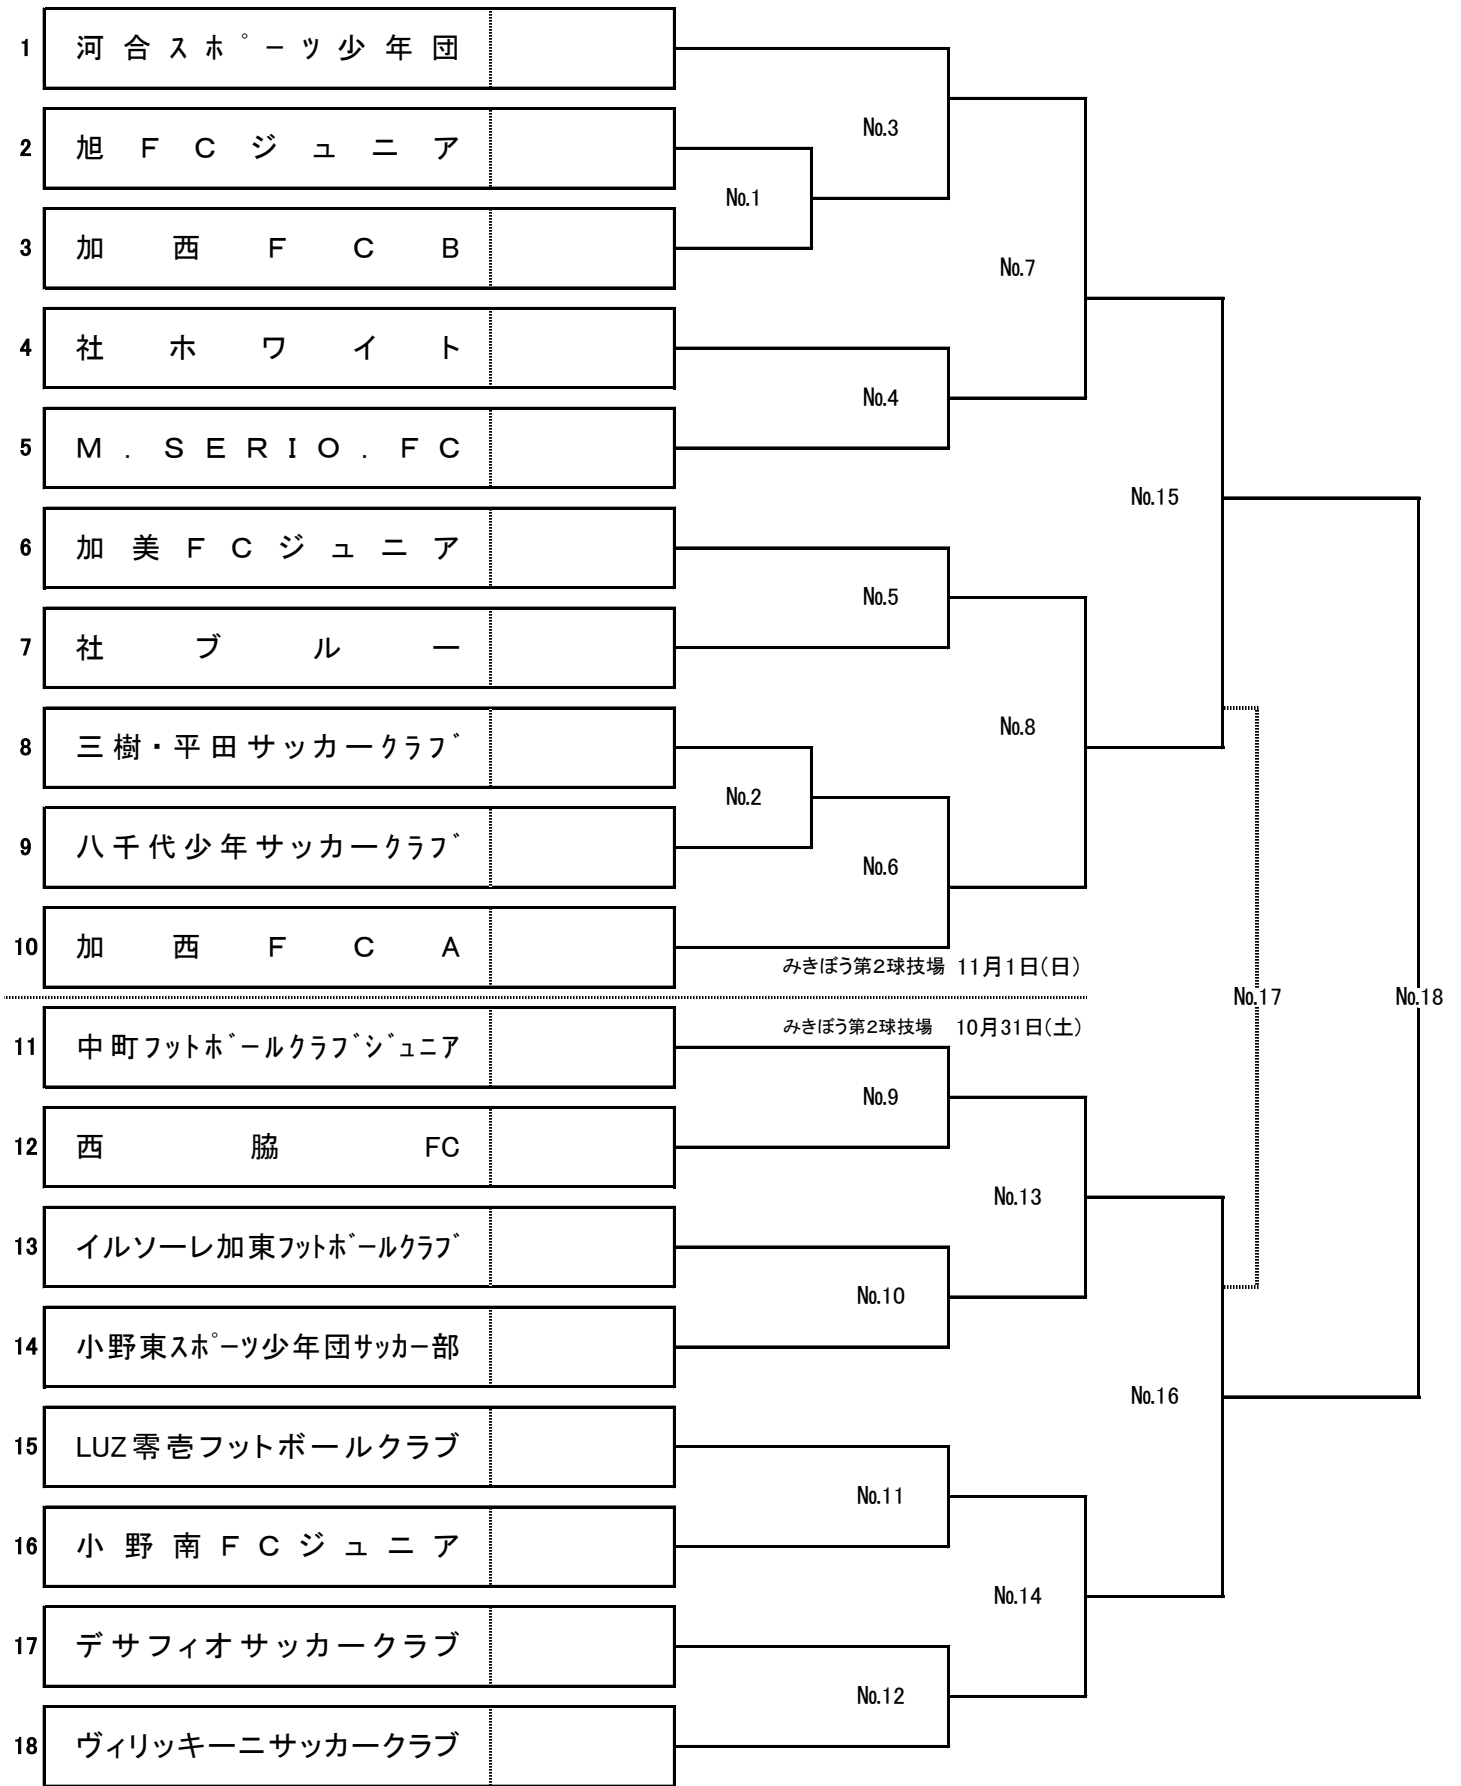 1 河合スポーツ少年団
No.3
2 旭FCジュニア
No.1
3 加西FCB
No.7
4 社ホワイト
No.4
5 M.SERIO.FC
No.15
6 加美FCジュニア
No.5
7 社ブルー
No.8
8 三樹・平田サッカークラブ
No.2
9 八千代少年サッカークラブ
No.6
10 加西FCA
みきぼう第2球技場 11月1日(日)
No.17 No.18
みきぼう第2球技場 10月31日(土)
11 中町フットボールクラブジュニア
No.9
12 西脇FC
No.13
13 イルソーレ加東フットボールクラブ
No.10
14 小野東スポーツ少年団サッカー部
No.16
15 LUZ零壱フットボールクラブ
No.11
16 小野南FCジュニア
No.14
17 デサフィオサッカークラブ
No.12
18 ヴィリッキーニサッカークラブ